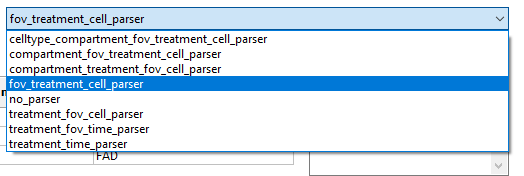 fov_treatment_cell_parser
celltype_compartment_fov_treatment_cell_parser
compartment_fov_treatment_cell_parser
compartment_treatment_fov_cell_parser
fov_treatment_cell_parser
no_parser
treatment_fov_cell_parser
treatment_fov_time_parser
treatment_time_parser
FAD